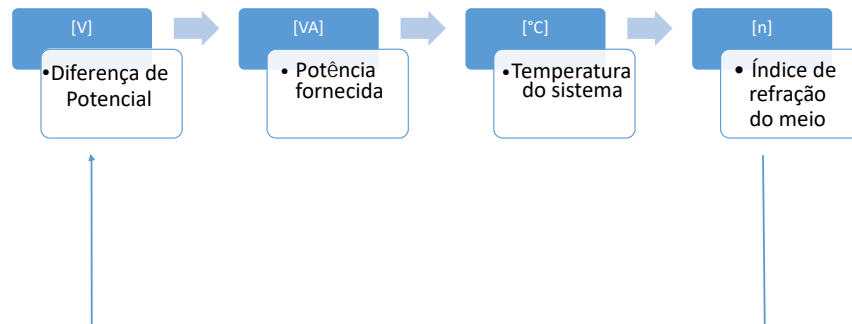 [V]
•Diferença de
Potencial
[VA]
• Potência
fornecida
[°C]
•Temperatura
do sistema
[n]
• Índice de
refração
do meio